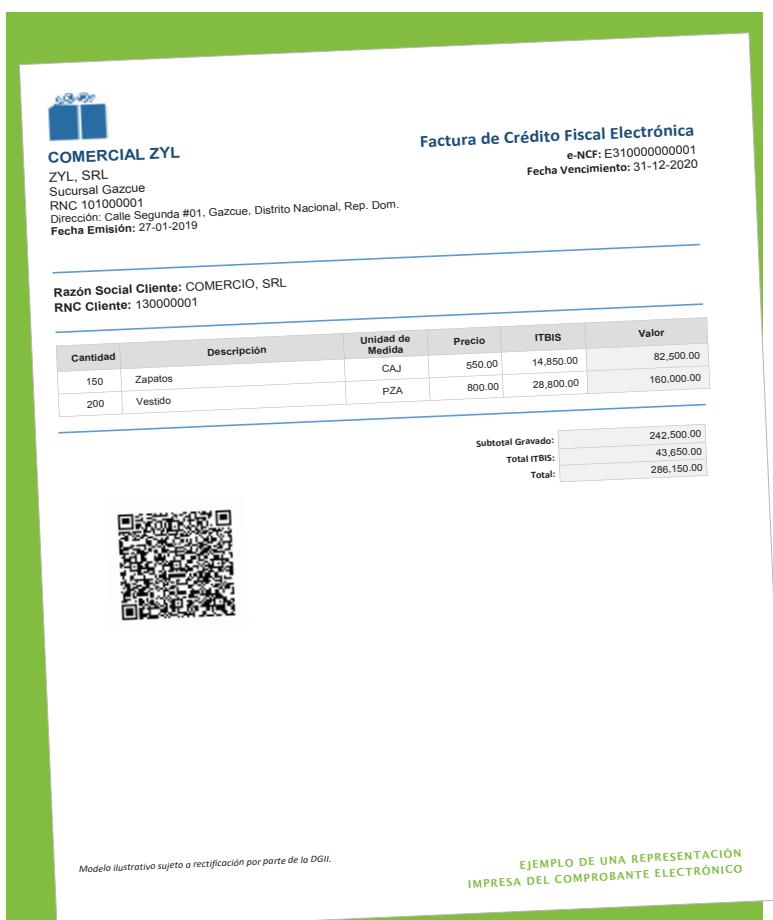 COMERCIAL ZYL
ZYL, SRL
Sucursal Gazcue
RNC 101000001
Dirección: Calle Segunda #01, Gazcue, Distrito Nacional, Rep. Dom.
Fecha Emisión: 27-01-2019
Factura de Crédito Fiscal Electrónica
e-NCF: E310000000001
Fecha Vencimiento: 31-12-2020
Razón Social Cliente: COMERCIO, SRL
RNC Cliente: 130000001
Cantidad Descripción Unidad de Medida Precio ITBIS Valor
150 Zapatos CAJ 550.00 14,850.00 82,500.00
200 Vestido PZA 800.00 28,800.00 160,000.00
Subtotal Gravado: 242,500.00
Total ITBIS: 43,650.00
Total: 286,150.00
Modelo ilustrativo sujeto a rectificación por parte de la DGII.
EJEMPLO DE UNA REPRESENTACIÓN
IMPRESA DEL COMPROBANTE ELECTRÓNICO